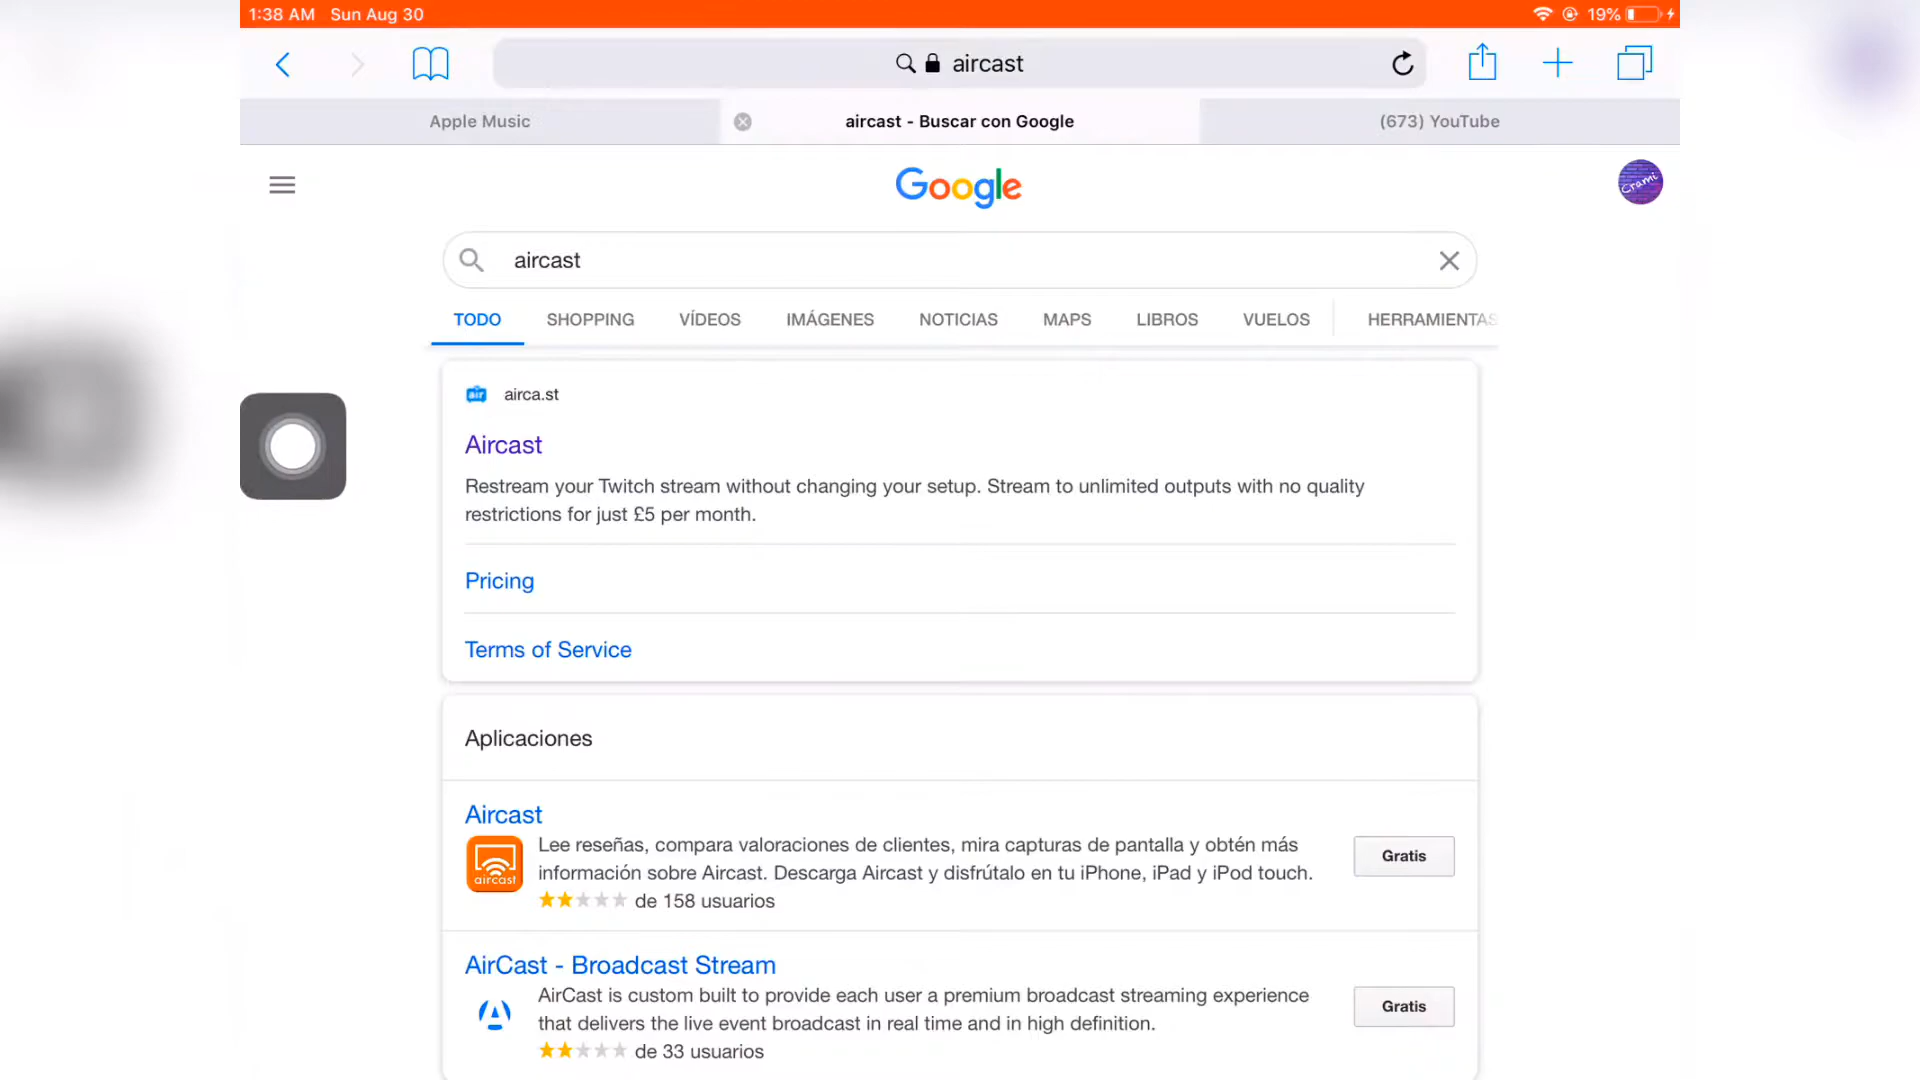 1:38 AM Sun Aug 30 19%
aircast
Apple Music
aircast - Buscar con Google
(673) YouTube
Google
Crami
aircast
TODO SHOPPING VÍDEOS IMÁGENES NOTICIAS MAPS LIBROS VUELOS HERRAMIENTAS
air airca.st
Aircast
Restream your Twitch stream without changing your setup. Stream to unlimited outputs with no quality
restrictions for just £5 per month.
Pricing
Terms of Service
Aplicaciones
Aircast
Lee reseñas, compara valoraciones de clientes, mira capturas de pantalla y obtén más
información sobre Aircast. Descarga Aircast y disfrútalo en tu iPhone, iPad y iPod touch.
aircast
Gratis
de 158 usuarios
AirCast - Broadcast Stream
AirCast is custom built to provide each user a premium broadcast streaming experience
that delivers the live event broadcast in real time and in high definition.
Gratis
de 33 usuarios